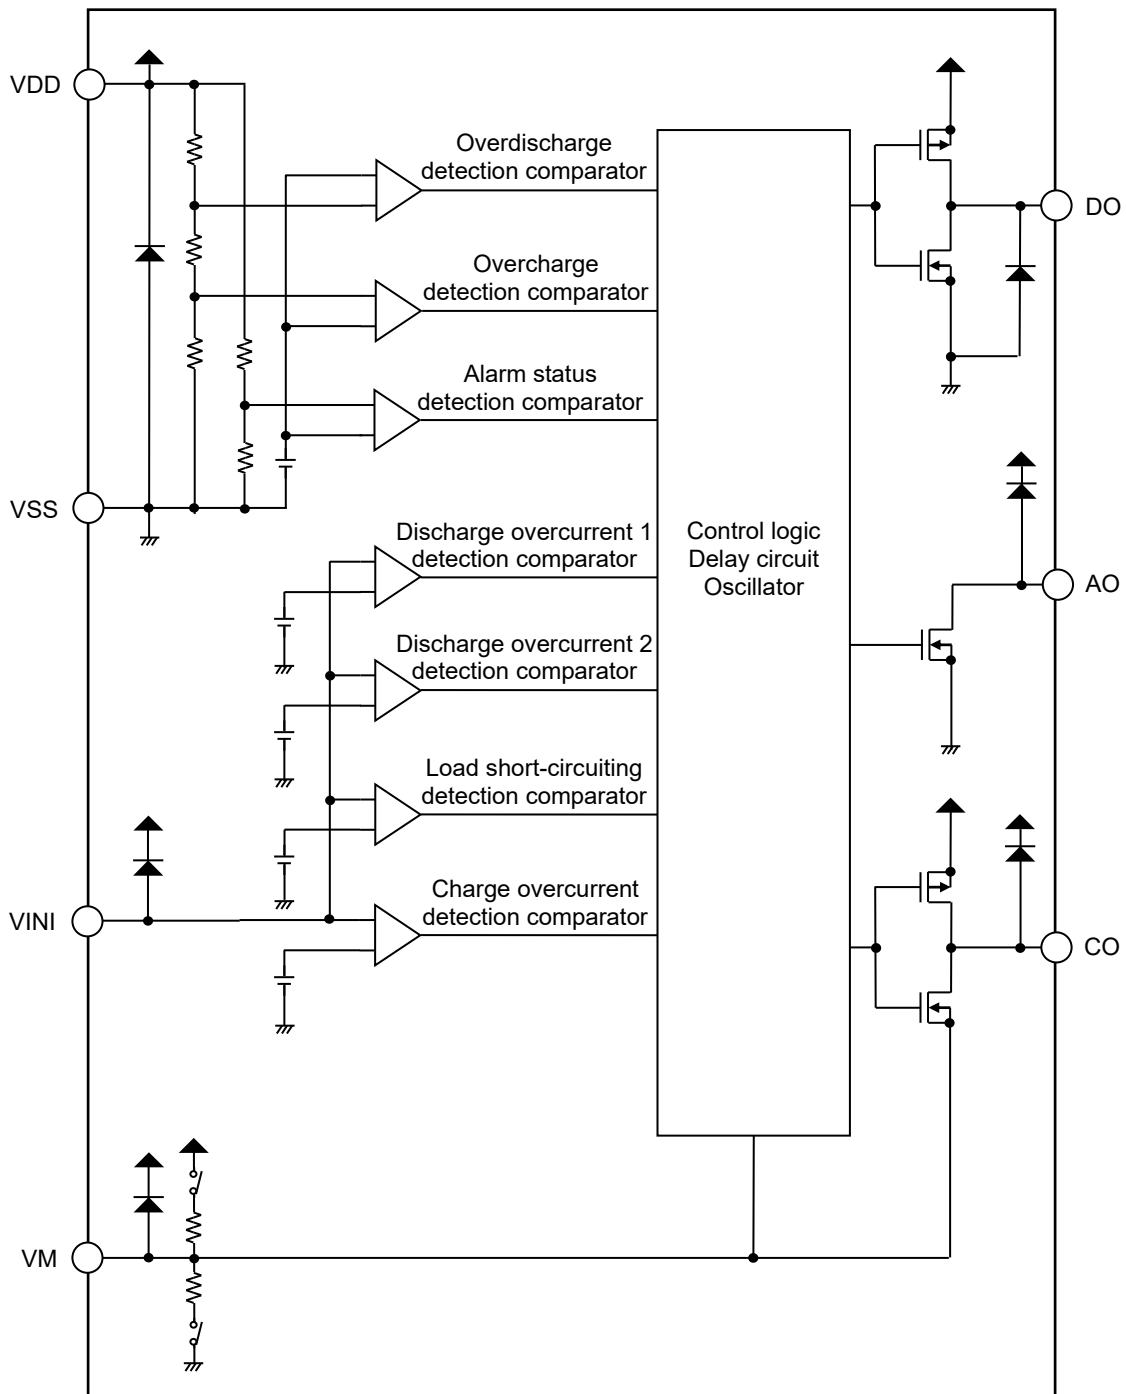 VDD
Overdischarge
detection comparator
DO
Overcharge
detection comparator
Alarm status
detection comparator
VSS
Discharge overcurrent 1
detection comparator
Control logic
Delay circuit
Oscillator
AO
Discharge overcurrent 2
detection comparator
Load short-circuiting
detection comparator
Charge overcurrent
detection comparator
VINI
CO
VM